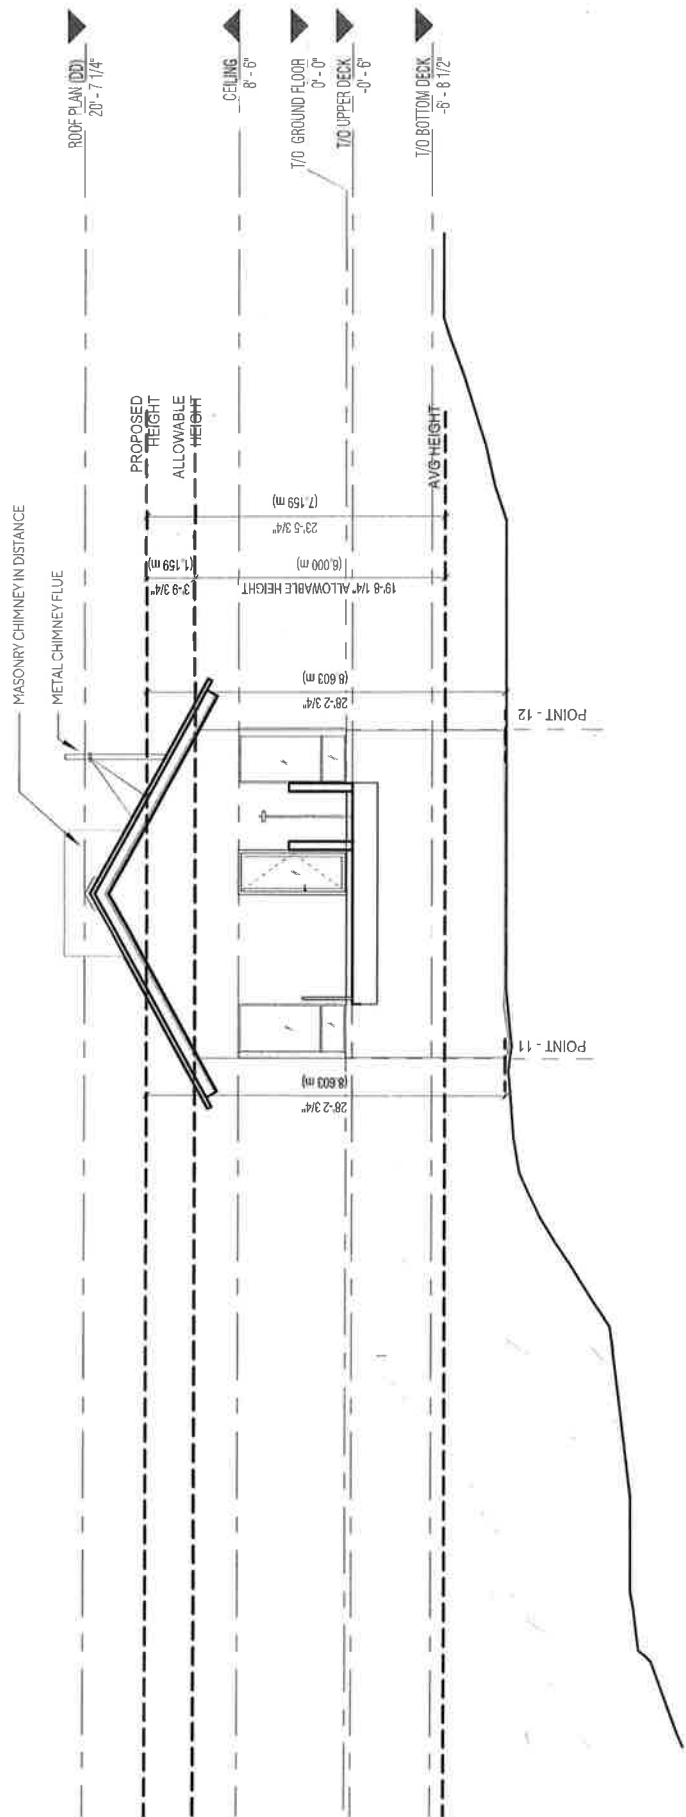 ROOF PLAN (DD)
20' - 7 1/4"
CEILING
8' - 6"
T/O GROUND FLOOR
0' - 0"
T/O UPPER DECK
-0' - 6"
T/O BOTTOM DECK
-6' - 8 1/2"
MASONRY CHIMNEY IN DISTANCE
METAL CHIMNEY FLUE
PROPOSED
HEIGHT
ALLOWABLE
HEIGHT
AVG HEIGHT
23'-5 3/4"
(7.159 m)
3'-9 3/4"
(1.159 m)
19'-8 1/4" ALLOWABLE HEIGHT
(6.000 m)
28'-2 3/4"
(8.603 m)
POINT - 12
28'-2 3/4"
(8.603 m)
POINT - 11